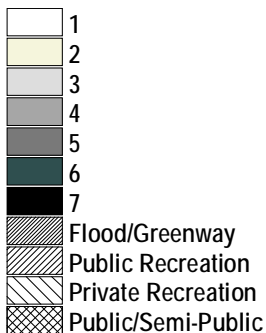 1
2
3
4
5
6
7
Flood/Greenway
Public Recreation
Private Recreation
Public/Semi-Public